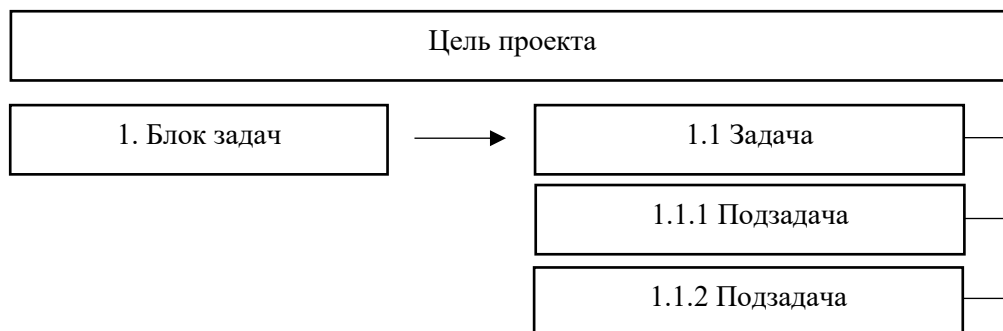 Цель проекта
1. Блок задач
1.1 Задача
1.1.1 Подзадача
1.1.2 Подзадача